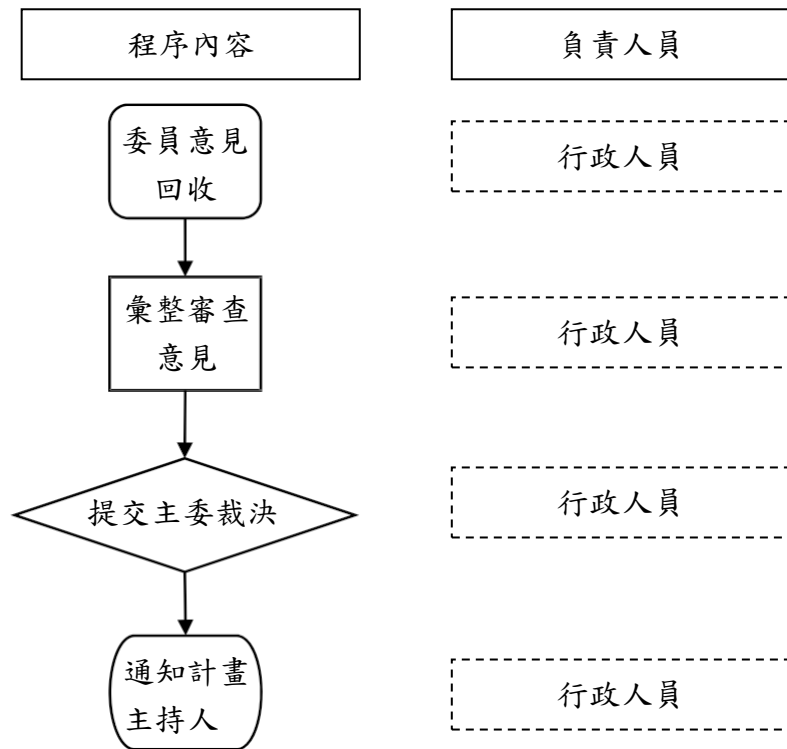 程序內容
負責人員
委員意見
回收
行政人員
彙整審查
意見
行政人員
提交主委裁決
行政人員
通知計畫
主持人
行政人員